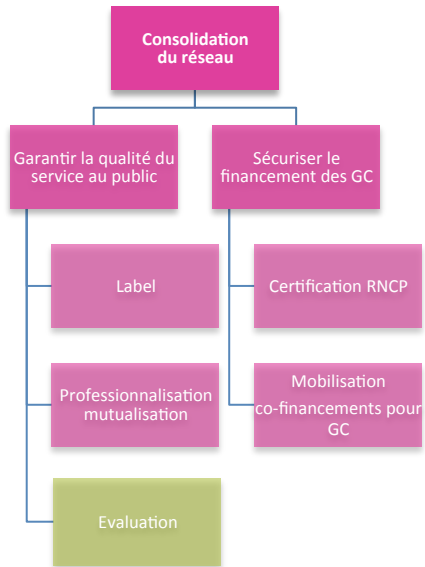 Consolidation
du réseau
Garantir la qualité du
service au public
Sécuriser le
financement des GC
Label
Certification RNCP
Professionnalisation
mutualisation
Mobilisation
co-financements pour
GC
Evaluation